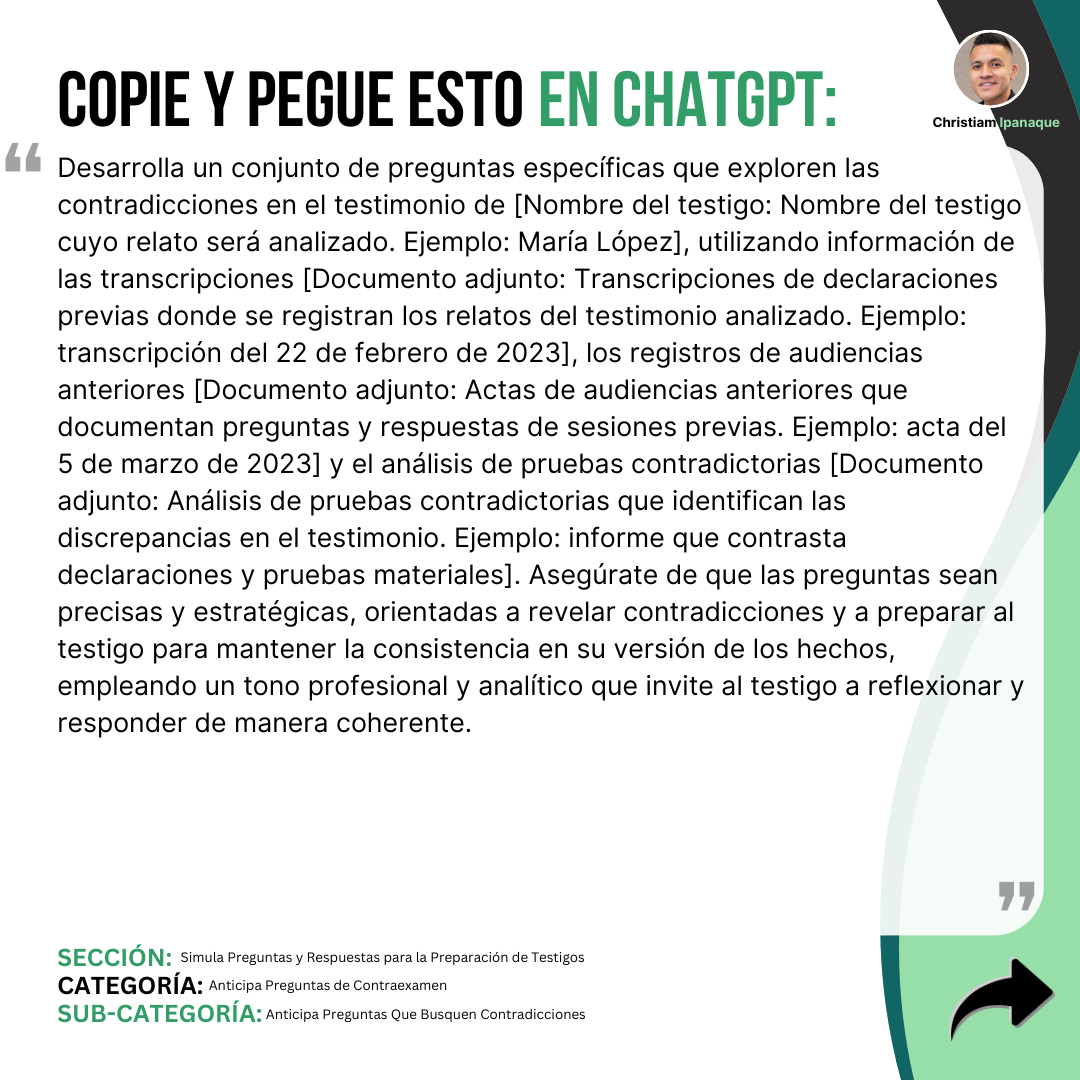 COPIE Y PEGUE ESTO EN CHATGPT:
Christiam Ipanaque
“
Desarrolla un conjunto de preguntas específicas que exploren las
contradicciones en el testimonio de [Nombre del testigo: Nombre del testigo
cuyo relato será analizado. Ejemplo: María López], utilizando información de
las transcripciones [Documento adjunto: Transcripciones de declaraciones
previas donde se registran los relatos del testimonio analizado. Ejemplo:
transcripción del 22 de febrero de 2023], los registros de audiencias
anteriores [Documento adjunto: Actas de audiencias anteriores que
documentan preguntas y respuestas de sesiones previas. Ejemplo: acta del
5 de marzo de 2023] y el análisis de pruebas contradictorias [Documento
adjunto: Análisis de pruebas contradictorias que identifican las
discrepancias en el testimonio. Ejemplo: informe que contrasta
declaraciones y pruebas materiales]. Asegúrate de que las preguntas sean
precisas y estratégicas, orientadas a revelar contradicciones y a preparar al
testigo para mantener la consistencia en su versión de los hechos,
empleando un tono profesional y analítico que invite al testigo a reflexionar y
responder de manera coherente.
”
SECCIÓN: Simula Preguntas y Respuestas para la Preparación de Testigos
CATEGORÍA: Anticipa Preguntas de Contraexamen
SUB-CATEGORÍA: Anticipa Preguntas Que Busquen Contradicciones